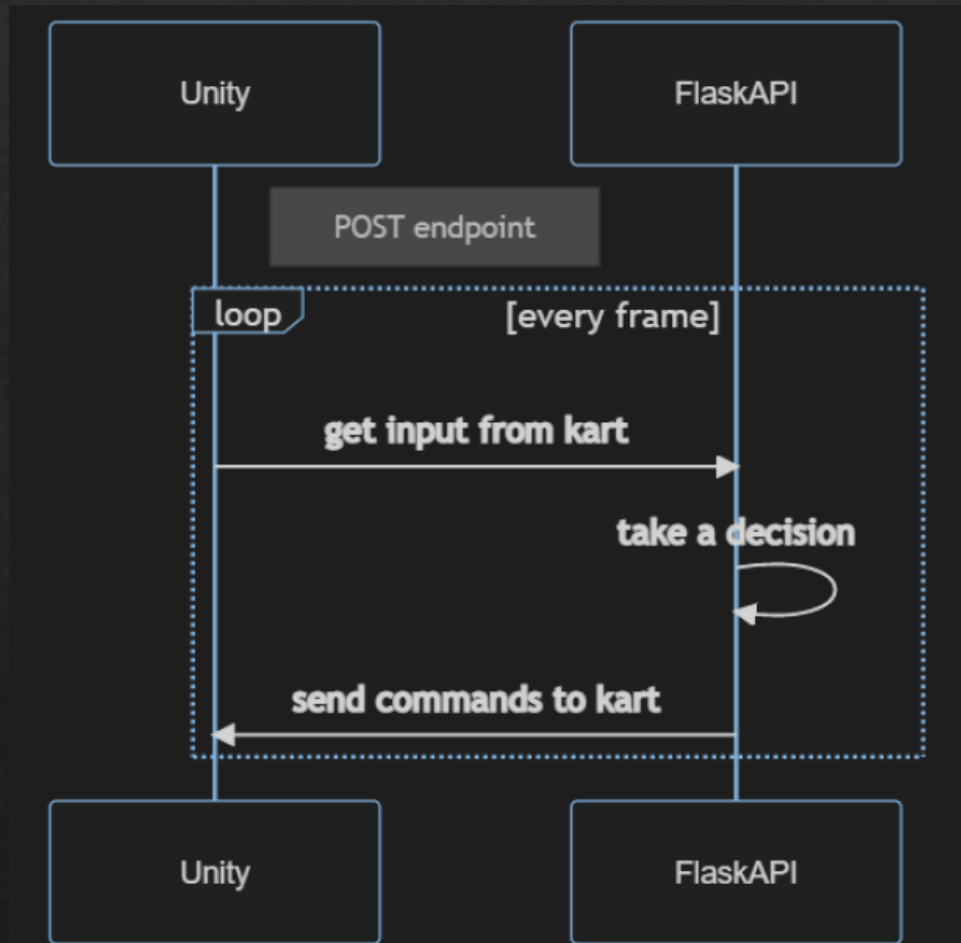 Unity
FlaskAPI
POST endpoint
loop
[every frame]
get input from kart
take a decision
send commands to kart
Unity
FlaskAPI